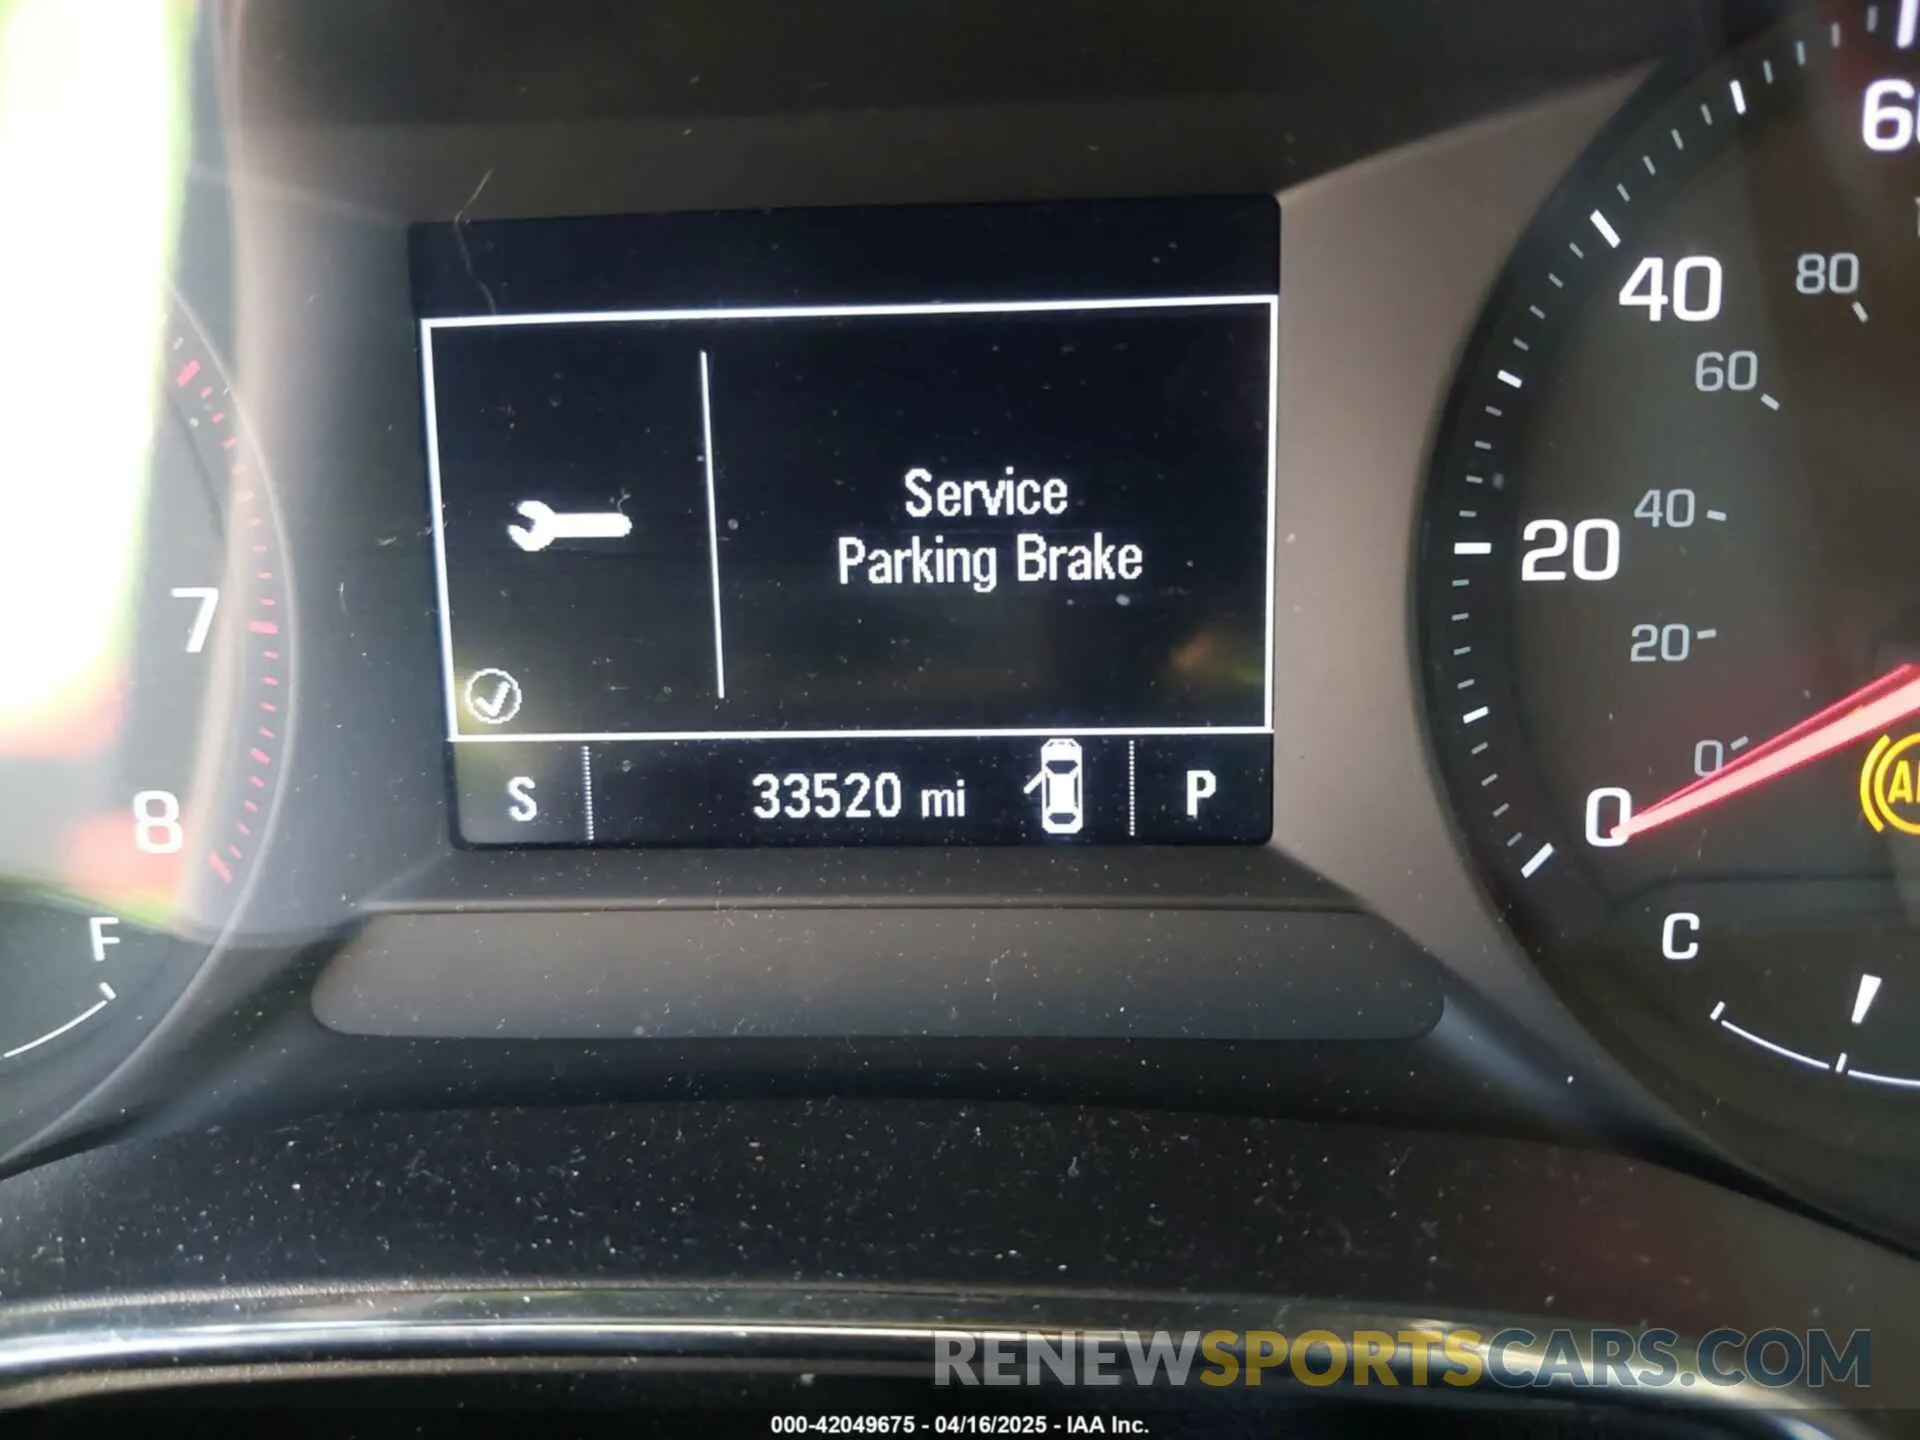 60
40
80
60
Service
Parking Brake
20
40
7
20
0
S
33520 mi
P
0
8
F
C
RENEWSPORTSCARS.COM
000-42049675 - 04/16/2025 - IAA Inc.